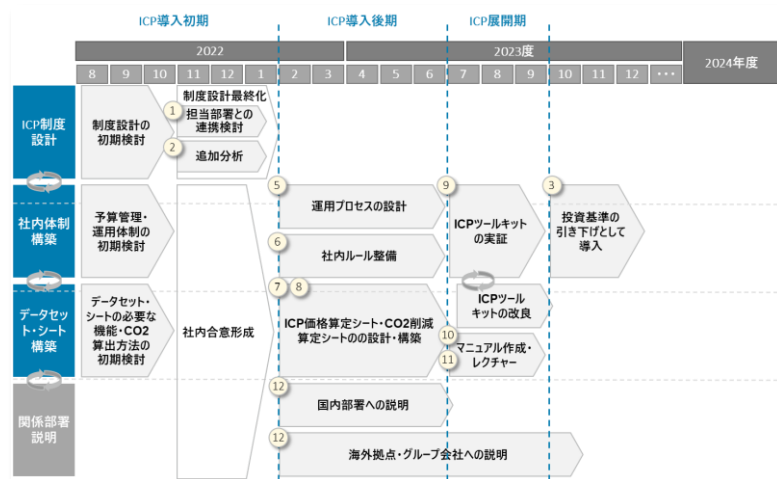 ICP導入初期
ICP導入後期
ICP展開期
2022
2023度
2024年度
8
9
10
11
12
1
2
3
4
5
6
7
8
9
10
11
12
…
ICP制度
設計
制度設計の
初期検討
制度設計最終化
1
担当部署との
連携検討
2
追加分析
社内体制
構築
予算管理・
運用体制の
初期検討
5
運用プロセスの設計
6
社内ルール整備
9
ICPツールキット
の実証
3
投資基準の
引き下げとして
導入
データセッ
ト・シート
構築
データセット・
シートの必要な
機能・CO2
算出方法の
初期検討
社内合意形成
7
8
ICP価格算定シート・CO2削減
算定シートのの設計・構築
ICPツール
キットの改良
10
11
マニュアル作成・
レクチャー
関係部署
説明
12
国内部署への説明
12
海外拠点・グループ会社への説明